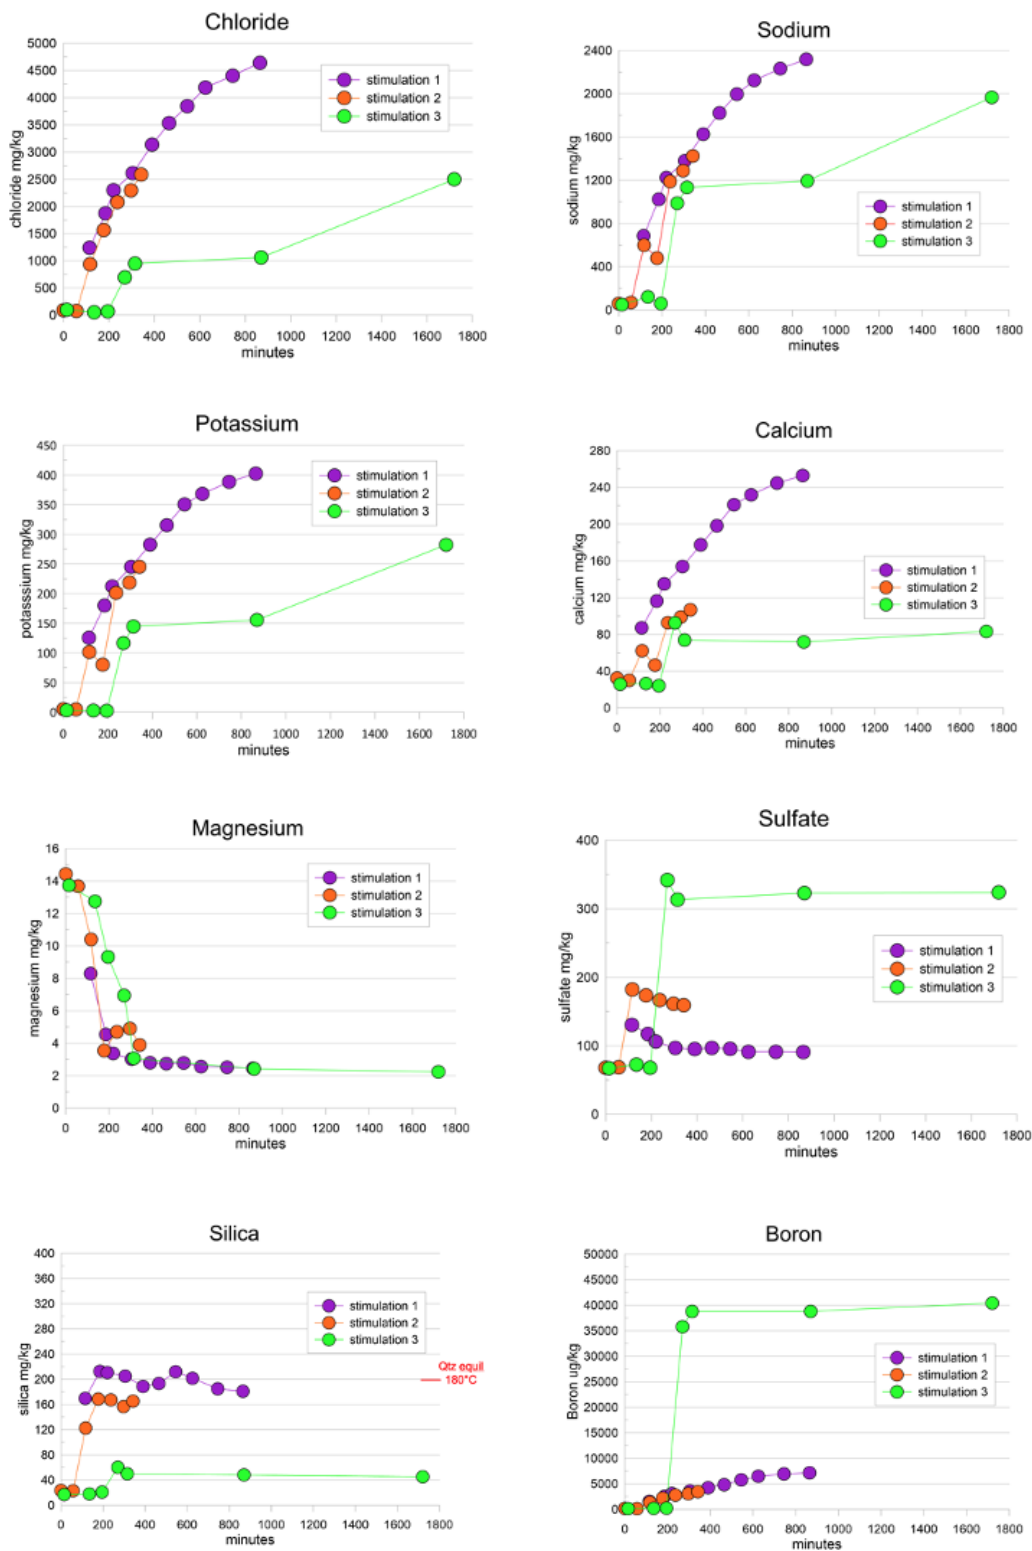 Chloride
5000
4500
4000
3500
3000
2500
2000
1500
1000
500
0
chloride mg/kg
stimulation 1
stimulation 2
stimulation 3
0 200 400 600 800 1000 1200 1400 1600 1800
minutes
Sodium
2400
2000
1600
1200
800
400
0
sodium mg/kg
stimulation 1
stimulation 2
stimulation 3
0 200 400 600 800 1000 1200 1400 1600 1800
minutes
Potassium
450
400
350
300
250
200
150
100
50
0
potasssium mg/kg
stimulation 1
stimulation 2
stimulation 3
0 200 400 600 800 1000 1200 1400 1600 1800
minutes
Calcium
280
240
200
160
120
80
40
0
calcium mg/kg
stimulation 1
stimulation 2
stimulation 3
0 200 400 600 800 1000 1200 1400 1600 1800
minutes
Magnesium
16
14
12
10
8
6
4
2
0
magnesium mg/kg
stimulation 1
stimulation 2
stimulation 3
0 200 400 600 800 1000 1200 1400 1600 1800
minutes
Sulfate
400
300
200
100
0
sulfate mg/kg
stimulation 1
stimulation 2
stimulation 3
0 200 400 600 800 1000 1200 1400 1600 1800
minutes
Silica
400
360
320
280
240
200
160
120
80
40
0
silica mg/kg
stimulation 1
stimulation 2
stimulation 3
Qtz equil
180°C
0 200 400 600 800 1000 1200 1400 1600 1800
minutes
Boron
50000
45000
40000
35000
30000
25000
20000
15000
10000
5000
0
Boron ug/kg
stimulation 1
stimulation 2
stimulation 3
0 200 400 600 800 1000 1200 1400 1600 1800
minutes